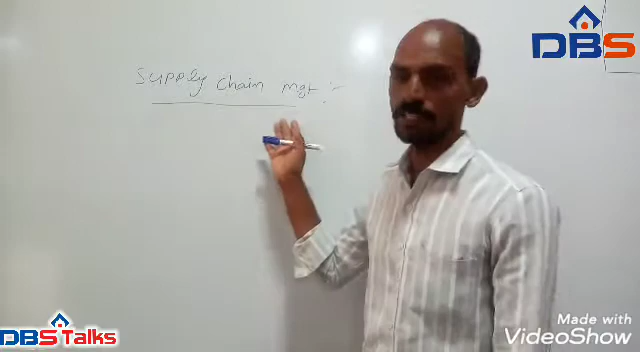 DBS
SUPPly Chain Mgt :-
DBS Talks
Made with
VideoShow